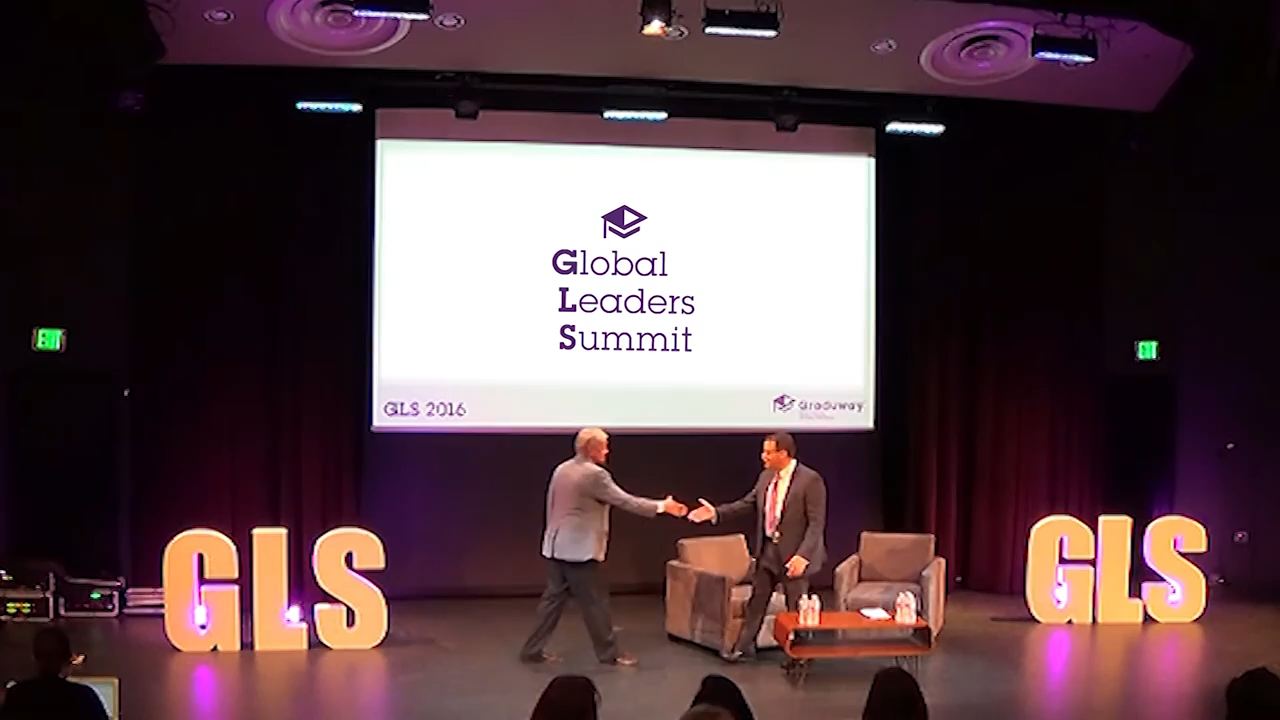 Global
Leaders
Summit
GLS 2016
Graduway
EXIT
EXIT
GLS
GLS